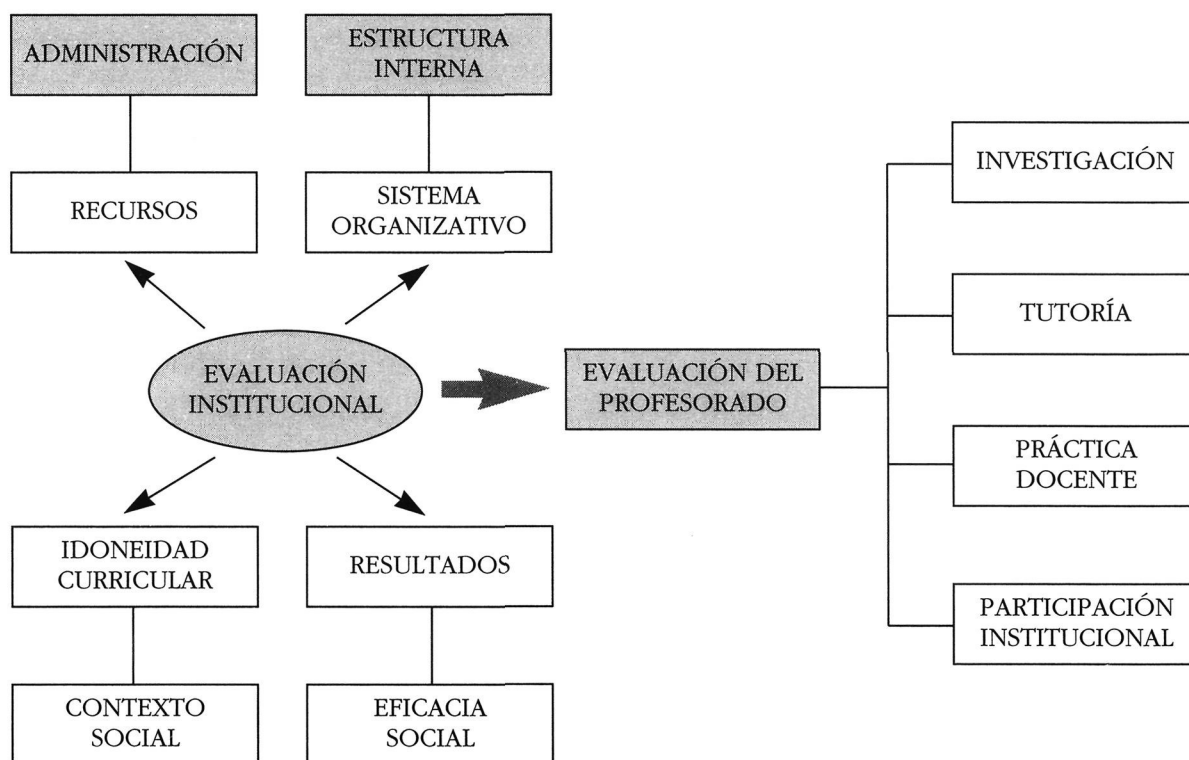 ADMINISTRACIÓN
ESTRUCTURA
INTERNA
RECURSOS
SISTEMA
ORGANIZATIVO
EVALUACIÓN
INSTITUCIONAL
IDONEIDAD
CURRICULAR
RESULTADOS
CONTEXTO
SOCIAL
EFICACIA
SOCIAL
EVALUACIÓN DEL
PROFESORADO
INVESTIGACIÓN
TUTORÍA
PRÁCTICA
DOCENTE
PARTICIPACIÓN
INSTITUCIONAL